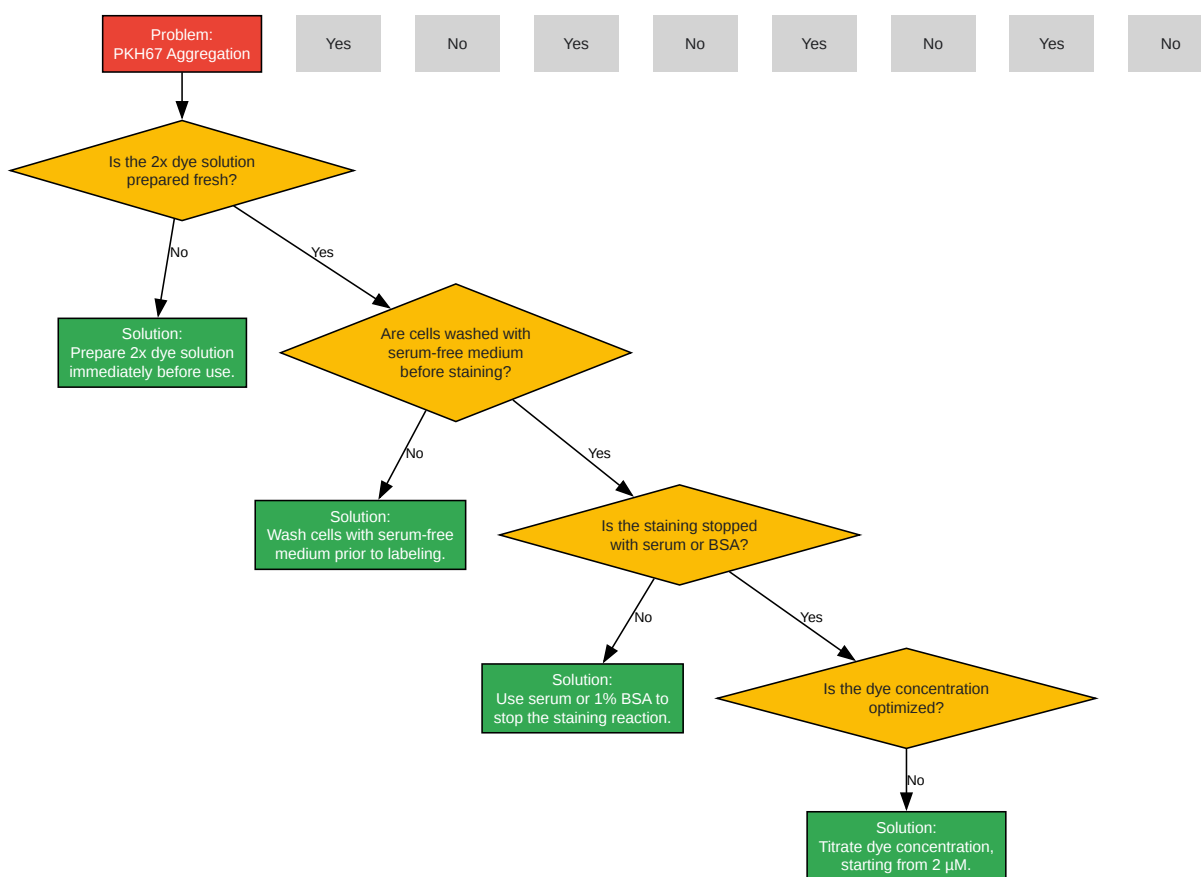 Problem:
PKH67 Aggregation
Yes
No
Yes
No
Yes
No
Yes
No
Is the 2x dye solution
prepared fresh?
No
Yes
Solution:
Prepare 2x dye solution
immediately before use.
Are cells washed with
serum-free medium
before staining?
No
Yes
Solution:
Wash cells with serum-free
medium prior to labeling.
Is the staining stopped
with serum or BSA?
No
Yes
Solution:
Use serum or 1% BSA to
stop the staining reaction.
Is the dye concentration
optimized?
No
Solution:
Titrate dye concentration,
starting from 2 µM.